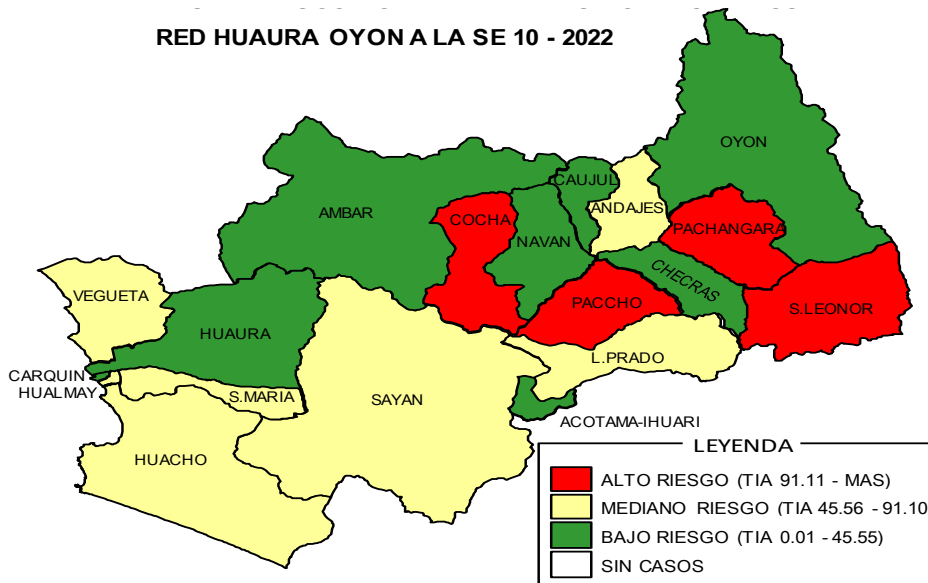 RED HUAURA OYON A LA SE 10 - 2022
OYON
CAUJUL
AMBAR
COCHA
ANDAJES
NAVAN
PACHANGARA
CHECRAS
VEGUETA
PACCHO
S.LEONOR
HUAURA
L.PRADO
CARQUIN
HUALMAY
S.MARIA
SAYAN
ACOTAMA-IHUARI
HUACHO
LEYENDA
ALTO RIESGO (TIA 91.11 - MAS)
MEDIANO RIESGO (TIA 45.56 - 91.10
BAJO RIESGO (TIA 0.01 - 45.55)
SIN CASOS